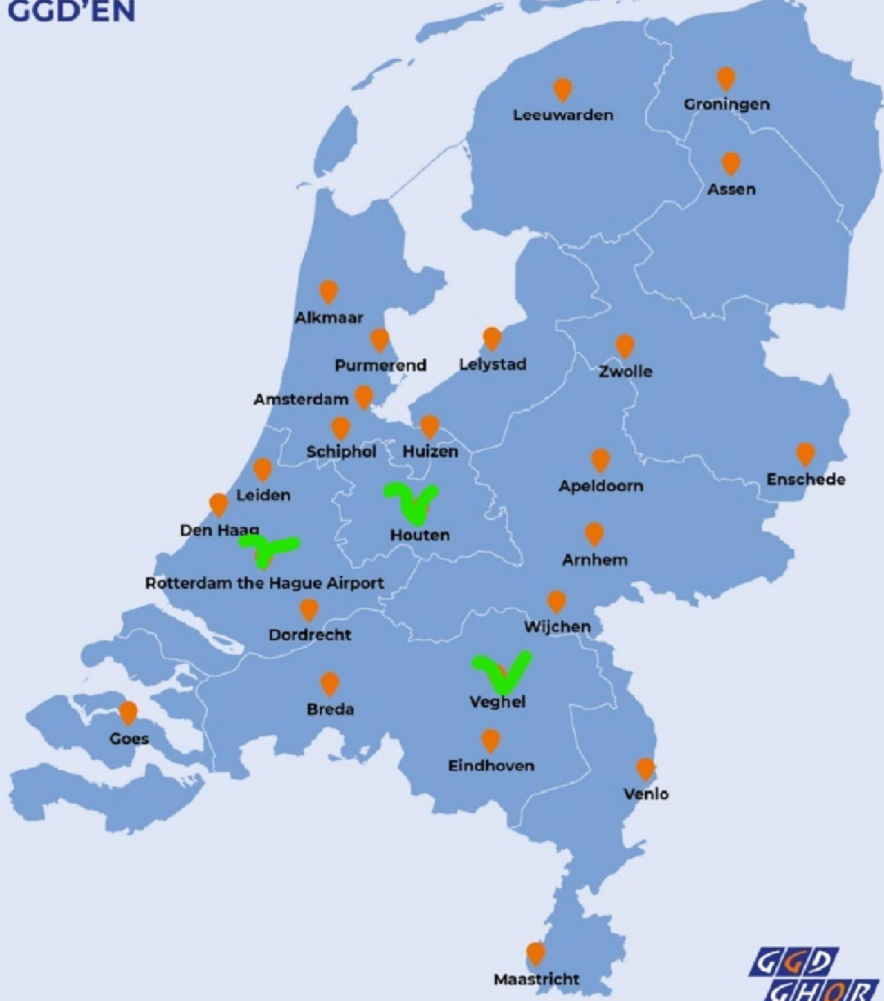 GGD'EN
Leeuwarden
Groningen
Assen
Alkmaar
Purmerend
Lelystad
Zwolle
Amsterdam
Schiphol
Huizen
Apeldoorn
Enschede
Leiden
Den Haag
Houten
Arnhem
Rotterdam the Hague Airport
Dordrecht
Wijchen
Veghel
Breda
Goes
Eindhoven
Venlo
Maastricht
GGD
GHOR